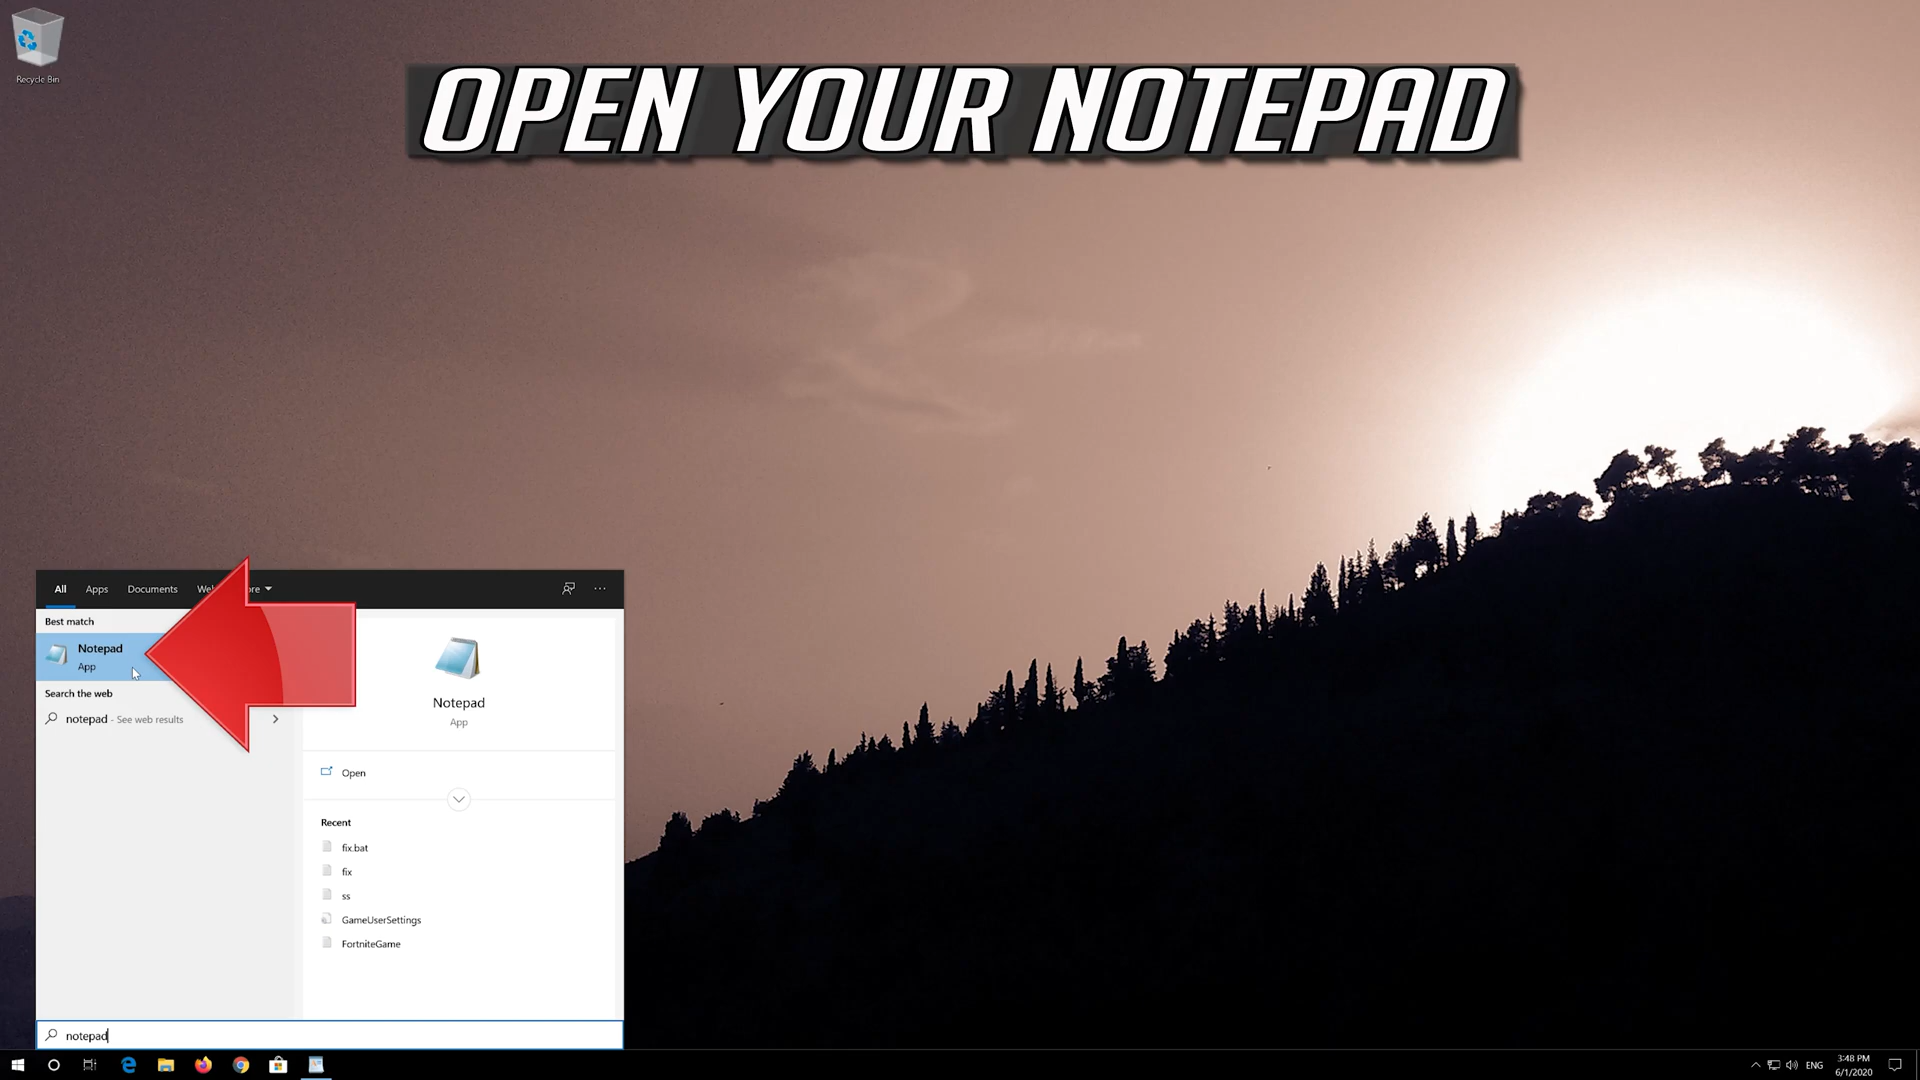 Recycle Bin
OPEN YOUR NOTEPAD
All Apps Documents
Best match
Notepad
App
Search the web
notepad - See web results
Notepad
App
Open
Recent
fix.bat
fix
ss
GameUserSettings
FortniteGame
notepad
ENG
3:48 PM
6/1/2020